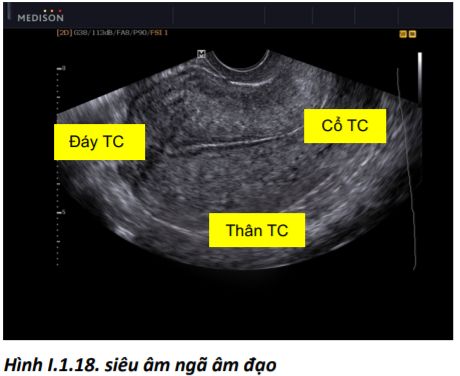 MEDISON
[2D] G38/113dB/FA8/P90/FSI 1
M
Đáy TC
Cổ TC
5
Thân TC
Hình I.1.18. siêu âm ngã âm đạo